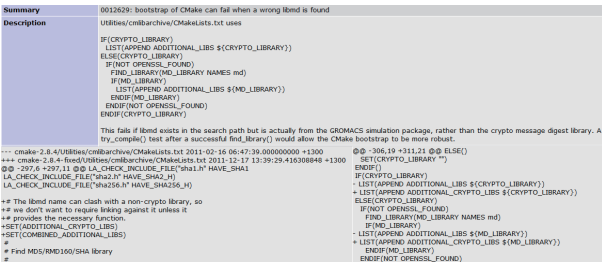 Summary 0012629: bootstrap of CMake can fail when a wrong libmd is found
Description Utilities/cmlibarchive/CMakeLists.txt uses
IF(CRYPTO_LIBRARY)
LIST(APPEND ADDITIONAL_LIBS ${CRYPTO_LIBRARY})
ELSE(CRYPTO_LIBRARY)
IF(NOT OPENSSL_FOUND)
FIND_LIBRARY(MD_LIBRARY NAMES md)
IF(MD_LIBRARY)
LIST(APPEND ADDITIONAL_LIBS ${MD_LIBRARY})
ENDIF(MD_LIBRARY)
ENDIF(NOT OPENSSL_FOUND)
ENDIF(CRYPTO_LIBRARY)
This fails if libmd exists in the search path but is actually from the GROMACS simulation package, rather than the crypto message digest library. A
try_compile() test after a successful find_library() would allow the CMake bootstrap to be more robust.
--- cmake-2.8.4/Utilities/cmlibarchive/CMakeLists.txt 2011-02-16 06:47:39.000000000 +1300
+++ cmake-2.8.4-fixed/Utilities/cmlibarchive/CMakeLists.txt 2011-12-17 13:39:29.416308848 +1300
@@ -297,6 +297,11 @@ LA_CHECK_INCLUDE_FILE("sha1.h" HAVE_SHA1
LA_CHECK_INCLUDE_FILE("sha2.h" HAVE_SHA2_H)
LA_CHECK_INCLUDE_FILE("sha256.h" HAVE_SHA256_H)
+# The libmd name can clash with a non-crypto library, so
+# we don't want to require linking against it unless it
+# provides the necessary function.
+SET(ADDITIONAL_CRYPTO_LIBS)
+SET(COMBINED_ADDITIONAL_LIBS)
#
# Find MD5/RMD160/SHA library
#
@@ -306,19 +311,21 @@ ELSE()
SET(CRYPTO_LIBRARY "")
ENDIF()
IF(CRYPTO_LIBRARY)
- LIST(APPEND ADDITIONAL_LIBS ${CRYPTO_LIBRARY})
+ LIST(APPEND ADDITIONAL_CRYPTO_LIBS ${CRYPTO_LIBRARY})
ELSE(CRYPTO_LIBRARY)
IF(NOT OPENSSL_FOUND)
FIND_LIBRARY(MD_LIBRARY NAMES md)
IF(MD_LIBRARY)
- LIST(APPEND ADDITIONAL_LIBS ${MD_LIBRARY})
+ LIST(APPEND ADDITIONAL_CRYPTO_LIBS ${MD_LIBRARY})
ENDIF(MD_LIBRARY)
ENDIF(NOT OPENSSL_FOUND)